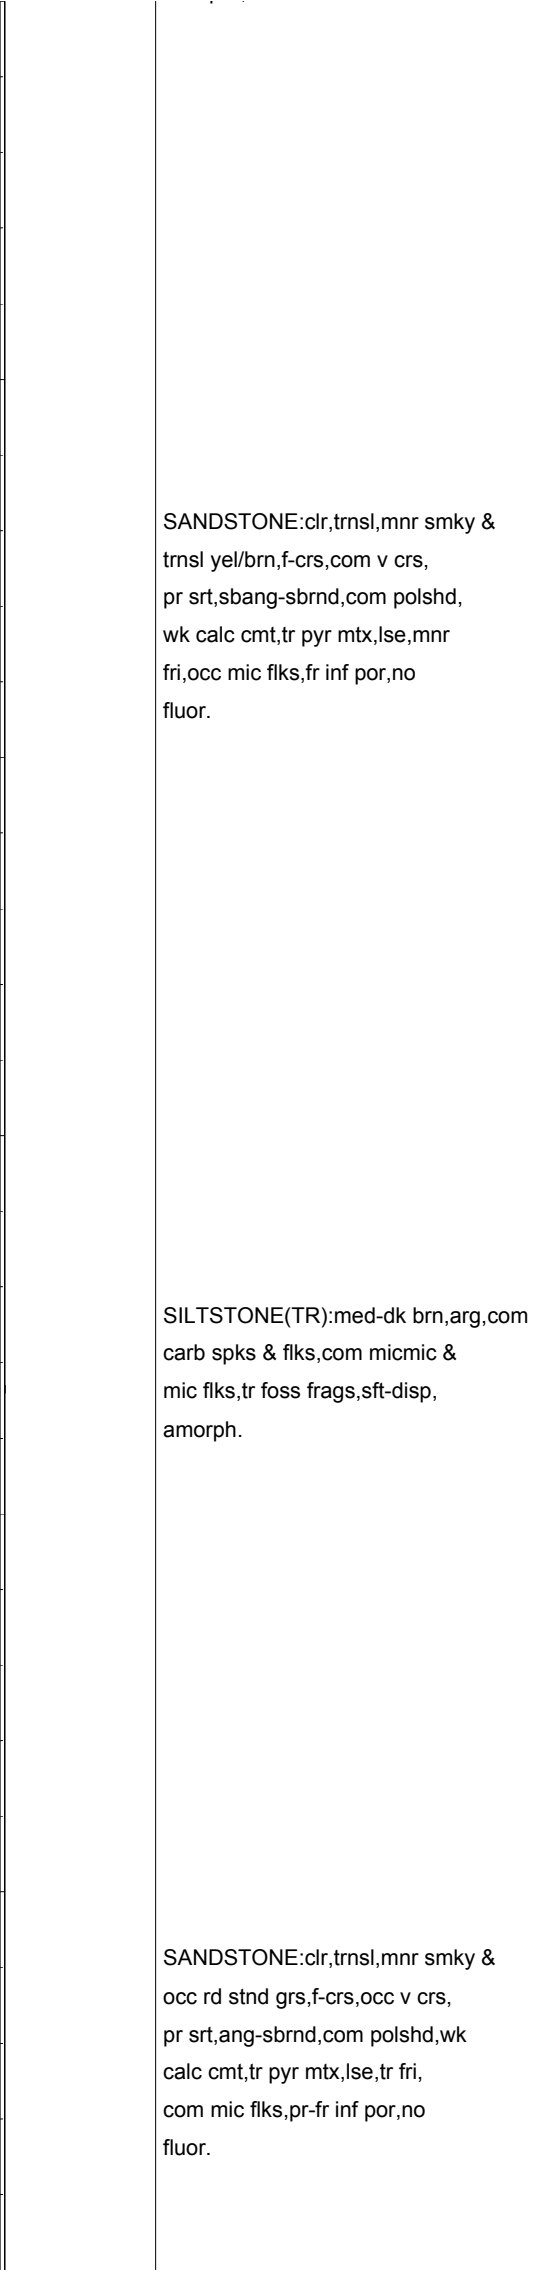 SANDSTONE:clr,trnsl,mnr smky &
trnsl yel/brn,f-crs,com v crs,
pr srt,sbang-sbrnd,com polshd,
wk calc cmt,tr pyr mtx,lse,mnr
fri,occ mic flks,fr inf por,no
fluor.
SILTSTONE(TR):med-dk brn,arg,com
carb spks & flks,com micmic &
mic flks,tr foss frags,sft-disp,
amorph.
SANDSTONE:clr,trnsl,mnr smky &
occ rd stnd grs,f-crs,occ v crs,
pr srt,ang-sbrnd,com polshd,wk
calc cmt,tr pyr mtx,lse,tr fri,
com mic flks,pr-fr inf por,no
fluor.